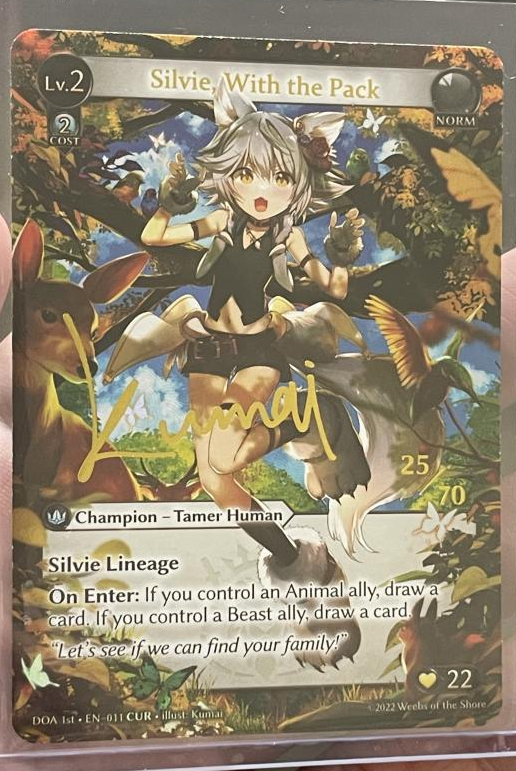 Lv.2
Silvie, With the Pack
NORM
2
COST
Kumai
25
70
Champion – Tamer Human
Silvie Lineage
On Enter: If you control an Animal ally, draw a
card. If you control a Beast ally, draw a card.
"Let's see if we can find your family!"
22
DOA 1st • EN-011 CUR • illust: Kumai
©2022 Weebs of the Shore